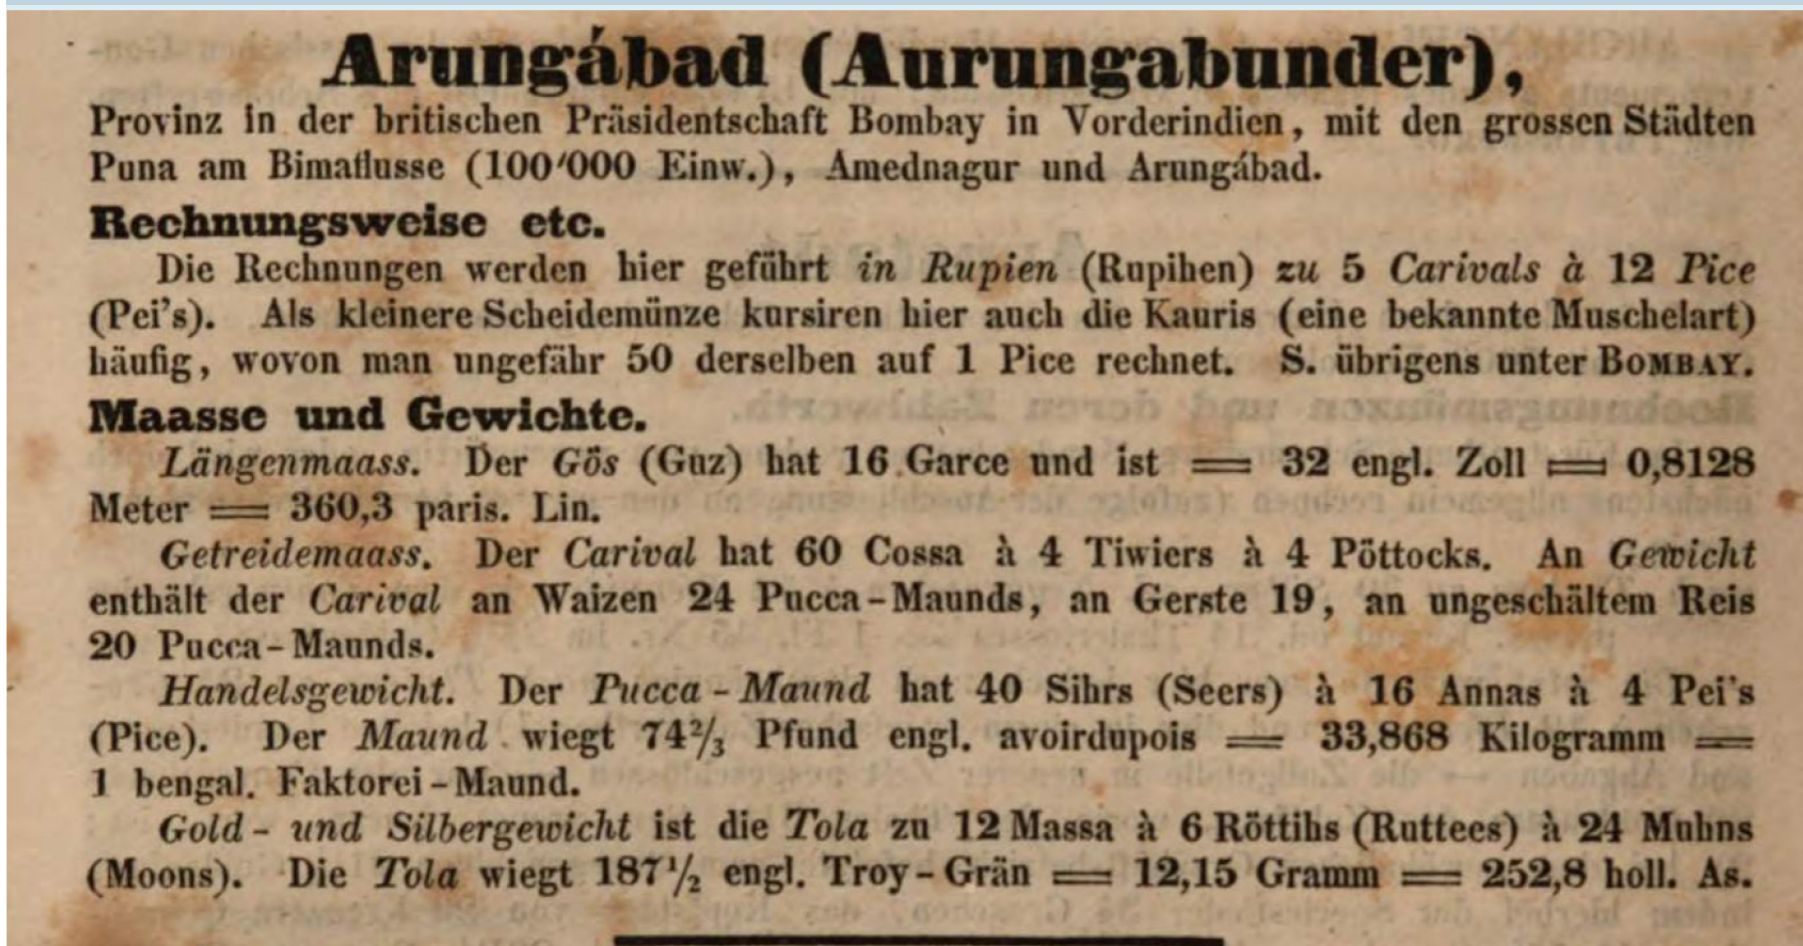 Arungábad (Aurungabunder),
Provinz in der britischen Präsidentschaft Bombay in Vorderindien, mit den grossen Städten
Puna am Bimaflusse (100'000 Einw.), Amednagur und Arungábad.
Rechnungsweise etc.
Die Rechnungen werden hier geführt in Rupien (Rupihen) zu 5 Carivals à 12 Pice
(Pei's). Als kleinere Scheidemünze kursiren hier auch die Kauris (eine bekannte Muschelart)
häufig, wovon man ungefähr 50 derselben auf 1 Pice rechnet. S. übrigens unter BOMBAY.
Maasse und Gewichte.
Längenmaass. Der Gös (Guz) hat 16 Garce und ist = 32 engl. Zoll = 0,8128
Meter = 360,3 paris. Lin.
Getreidemaass. Der Carival hat 60 Cossa à 4 Tiwiers à 4 Pöttocks. An Gewicht
enthält der Carival an Waizen 24 Pucca-Maunds, an Gerste 19, an ungeschältem Reis
20 Pucca-Maunds.
Handelsgewicht. Der Pucca-Maund hat 40 Sihrs (Seers) à 16 Annas à 4 Pei's
(Pice). Der Maund wiegt 74⅔ Pfund engl. avoirdupois = 33,868 Kilogramm =
1 bengal. Faktorei-Maund.
Gold- und Silbergewicht ist die Tola zu 12 Massa à 6 Röttihs (Ruttees) à 24 Muhns
(Moons). Die Tola wiegt 187½ engl. Troy-Grän = 12,15 Gramm = 252,8 holl. As.